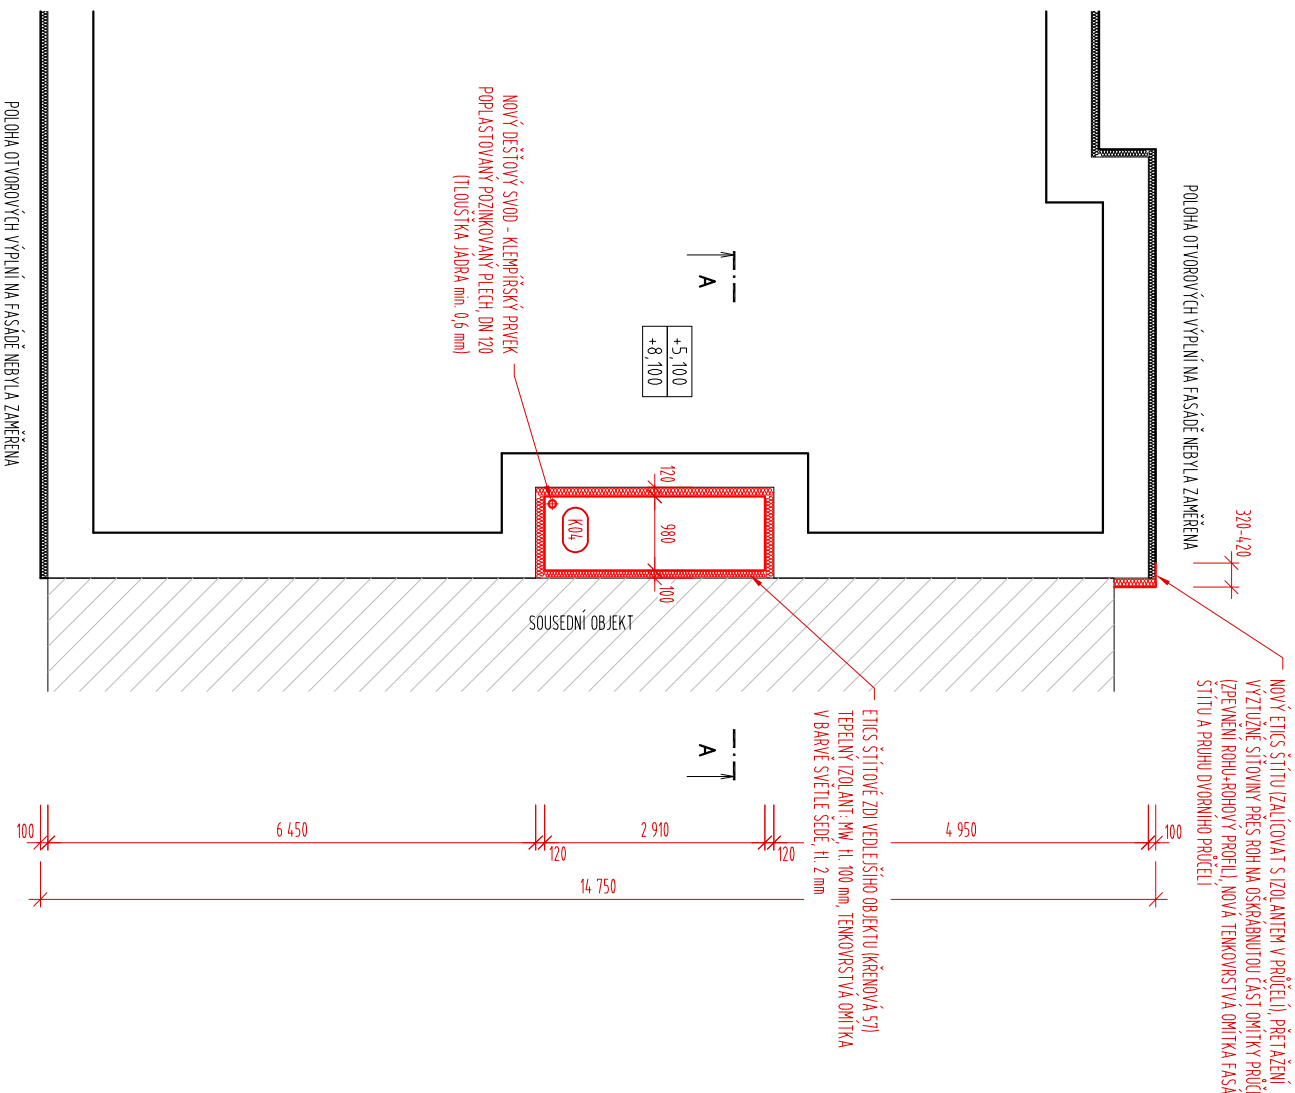 POLOHA OTVOROVÝCH VÝPLNÍ NA FASÁDĚ NEBYLA ZAMĚŘENA
POLOHA OTVOROVÝCH VÝPLNÍ NA FASÁDĚ NEBYLA ZAMĚŘENA
NOVÝ DEŠŤOVÝ SVOD - KLEMPÍŘSKÝ PRVEK
POPLASTOVANÝ POZINKOVANÝ PLECH, DN 120
(TLOUŠŤKA JÁDRA min. 0,6 mm)
A
+5,100
+8,100
120
980
100
K04
320-420
SOUSEDNÍ OBJEKT
A
NOVÝ ETICS ŠTÍTU (ZALÍCOVAT S IZOLANTEM V PRŮČELÍ), PŘETAŽENÍ
VÝZTUŽNÉ SÍŤOVINY PŘES ROH NA OŠKRÁBNUTOU ČÁST OMÍTKY PRŮČ
(ZPEVNĚNÍ ROHU+ROHOVÝ PROFIL), NOVÁ TENKOVRSTVÁ OMÍTKA FASÁ
ŠTÍTU A PRUHU DVORNÍHO PRŮČELÍ
ETICS ŠTÍTOVÉ ZDI VEDLEJŠÍHO OBJEKTU (KŘENOVÁ 57)
TEPELNÝ IZOLANT: MW, tl. 100 mm, TENKOVRSTVÁ OMÍTKA
V BARVĚ SVĚTLE ŠEDÉ, tl. 2 mm
100
6 450
120
2 910
120
4 950
100
14 750